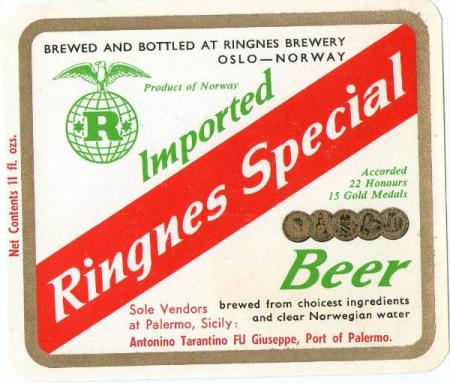 BREWED AND BOTTLED AT RINGNES BREWERY
OSLO—NORWAY
Product of Norway
R
Imported
Ringnes Special
Accorded
22 Honours
15 Gold Medals
Beer
brewed from choicest ingredients
and clear Norwegian water
Sole Vendors
at Palermo, Sicily:
Antonino Tarantino FU Giuseppe, Port of Palermo.
Net Contents 11 fl. ozs.